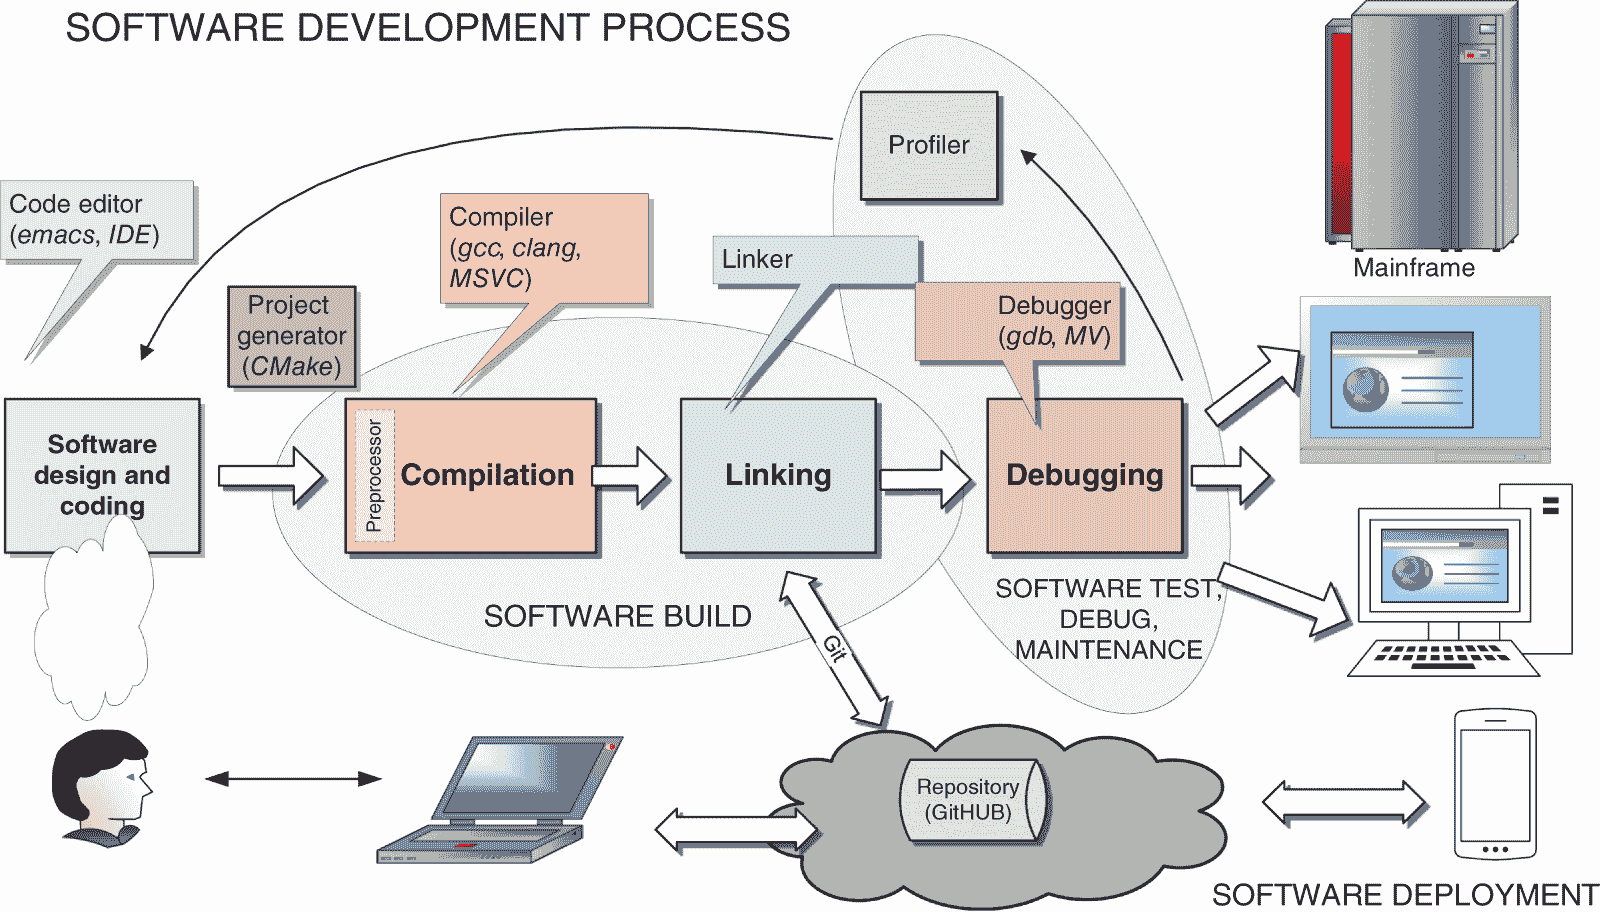 SOFTWARE DEVELOPMENT PROCESS
Profiler
Code editor
(emacs, IDE)
Compiler
(gcc, clang,
MSVC)
Linker
Mainframe
Project
generator
(CMake)
Debugger
(gdb, MV)
Software
design and
coding
Preprocessor
Compilation
Linking
Debugging
SOFTWARE BUILD
SOFTWARE TEST,
DEBUG,
MAINTENANCE
Git
Repository
(GitHUB)
SOFTWARE DEPLOYMENT